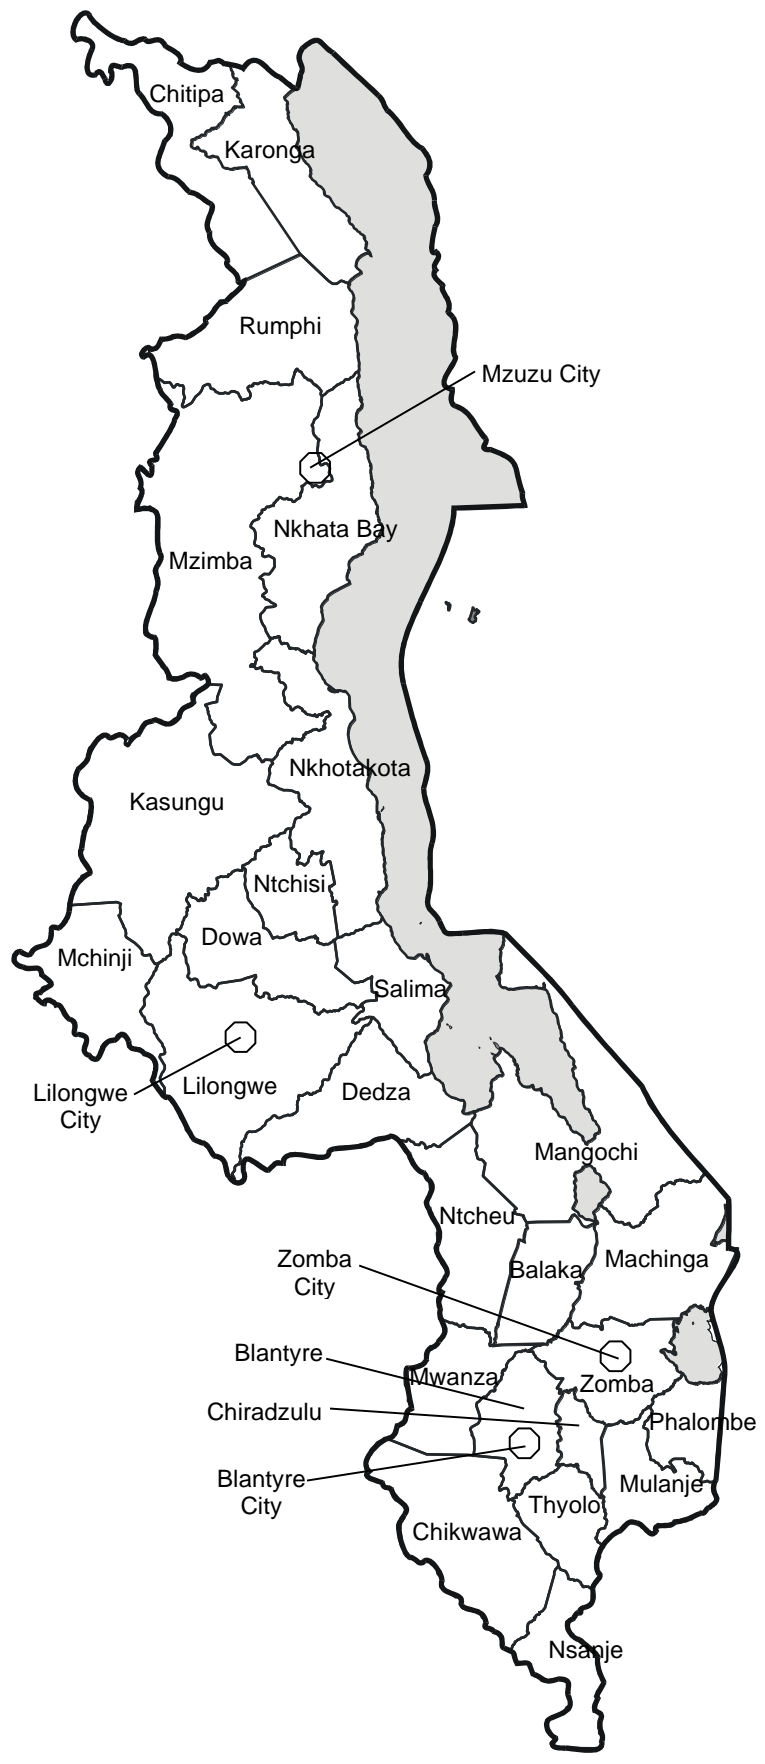 Chitipa
Karonga
Rumphi
Mzuzu City
Nkhata Bay
Mzimba
Nkhotakota
Kasungu
Ntchisi
Dowa
Mchinji
Salima
Lilongwe
City
Lilongwe
Dedza
Mangochi
Ntcheu
Zomba
City
Balaka
Machinga
Blantyre
Mwanza
Zomba
Chiradzulu
Phalombe
Blantyre
City
Mulanje
Thyolo
Chikwawa
Nsanje